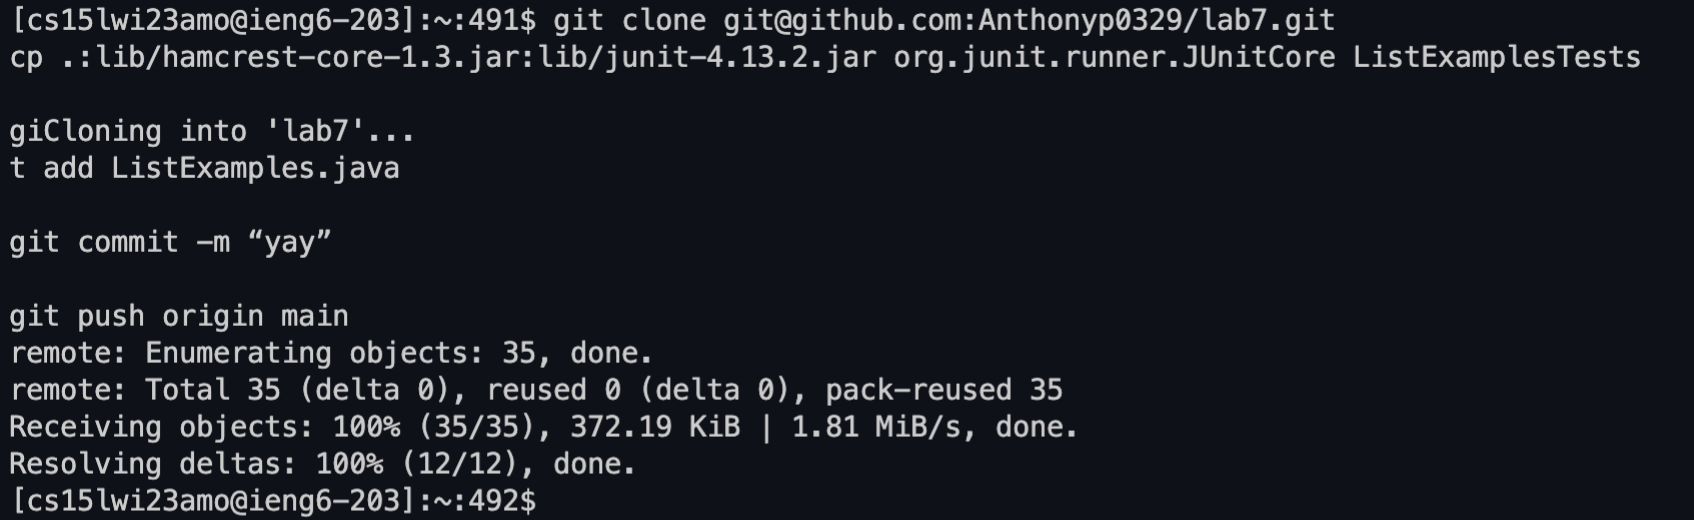 [cs15lwi23amo@ieng6-203]:~:491$ git clone git@github.com:Anthonyp0329/lab7.git
cp .:lib/hamcrest-core-1.3.jar:lib/junit-4.13.2.jar org.junit.runner.JUnitCore ListExamplesTests
giCloning into 'lab7'...
t add ListExamples.java
git commit -m “yay”
git push origin main
remote: Enumerating objects: 35, done.
remote: Total 35 (delta 0), reused 0 (delta 0), pack-reused 35
Receiving objects: 100% (35/35), 372.19 KiB | 1.81 MiB/s, done.
Resolving deltas: 100% (12/12), done.
[cs15lwi23amo@ieng6-203]:~:492$